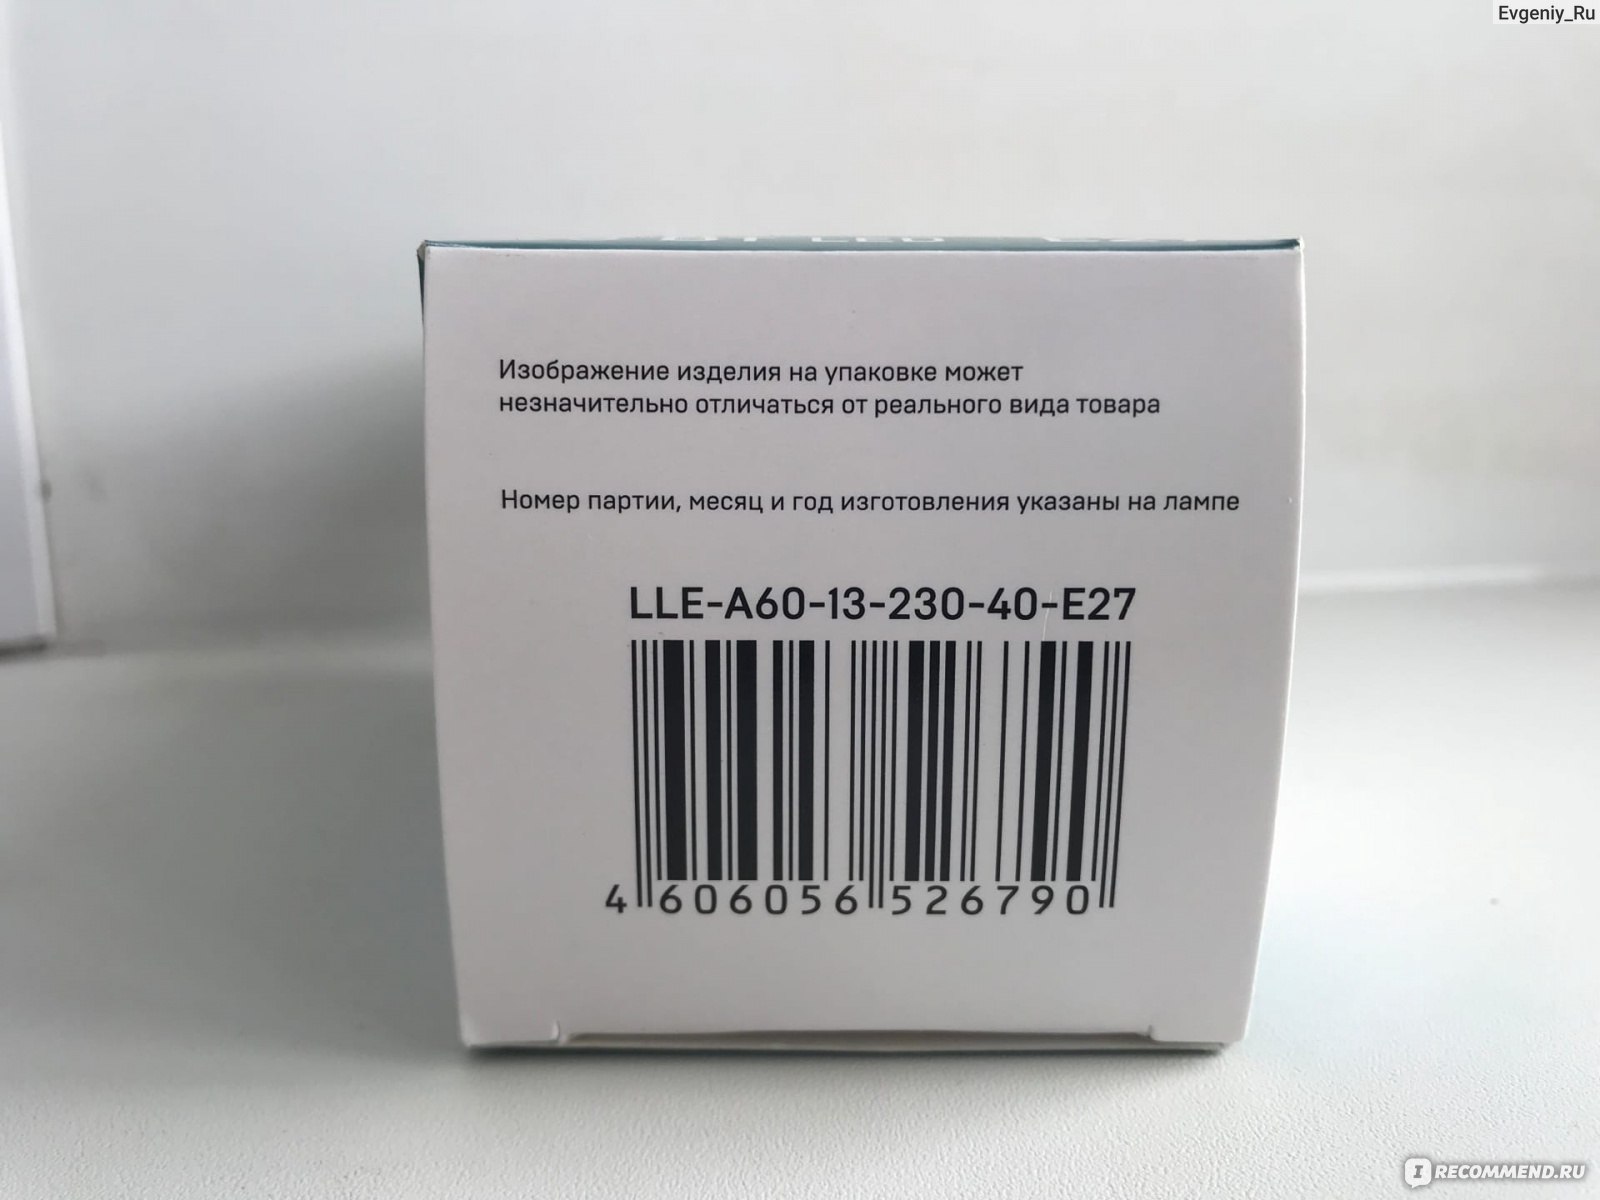 Evgeniy_Ru
Изображение изделия на упаковке может
незначительно отличаться от реального вида товара
Номер партии, месяц и год изготовления указаны на лампе
LLE-A60-13-230-40-E27
4 606056 526790
IRECOMMEND.RU